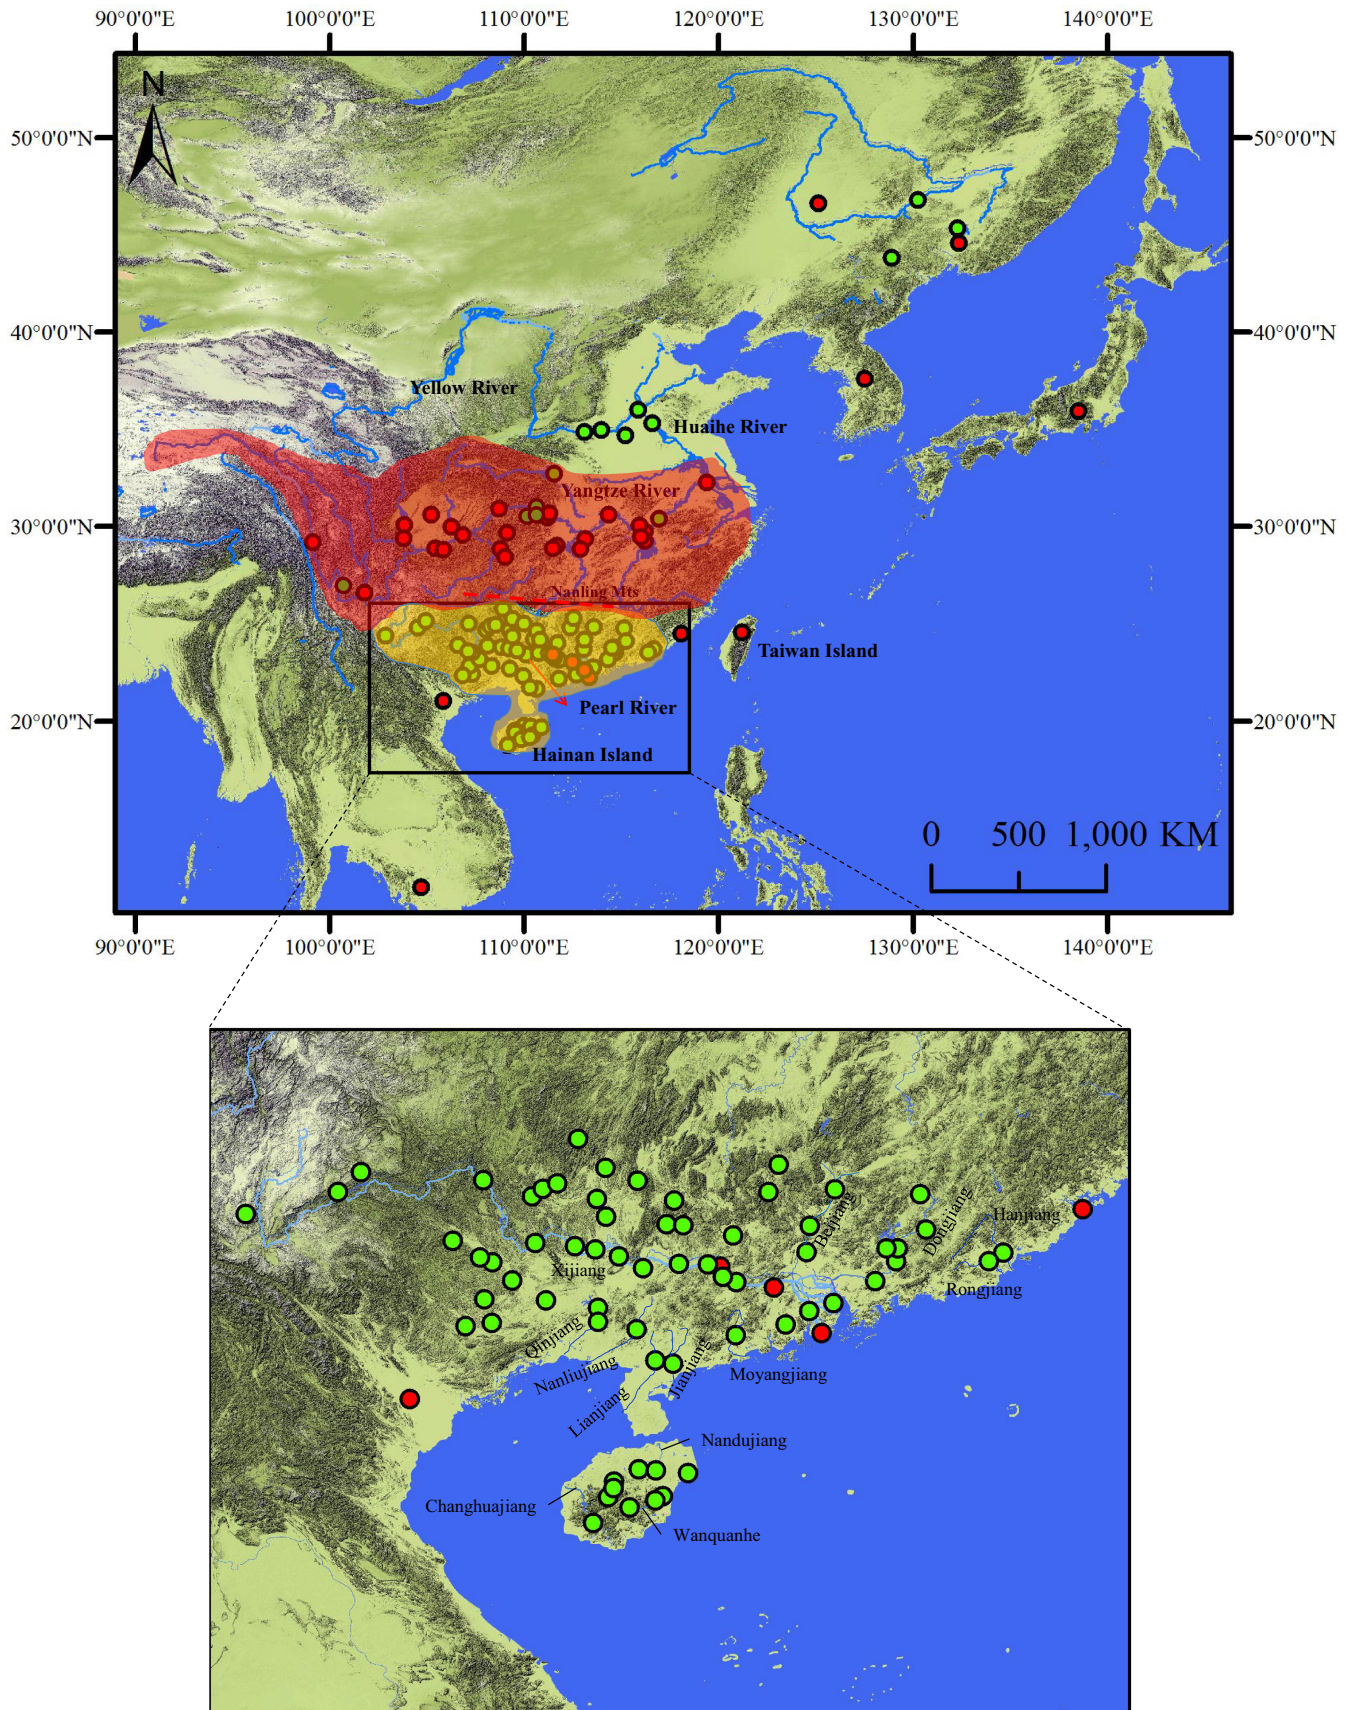 90°0'0"E 100°0'0"E 110°0'0"E 120°0'0"E 130°0'0"E 140°0'0"E
N
50°0'0"N 50°0'0"N
40°0'0"N 40°0'0"N
Yellow River
Huaihe River
Yangtze River
30°0'0"N 30°0'0"N
Nanling Mts
Taiwan Island
Pearl River
20°0'0"N 20°0'0"N
Hainan Island
0 500 1,000 KM
90°0'0"E 100°0'0"E 110°0'0"E 120°0'0"E 130°0'0"E 140°0'0"E
Beijiang
Dongjiang
Hanjiang
Xijiang
Rongjiang
Qinjiang
Nanliujiang
Jianjiang
Moyangjiang
Lianjiang
Nandujiang
Changhuajiang
Wanquanhe